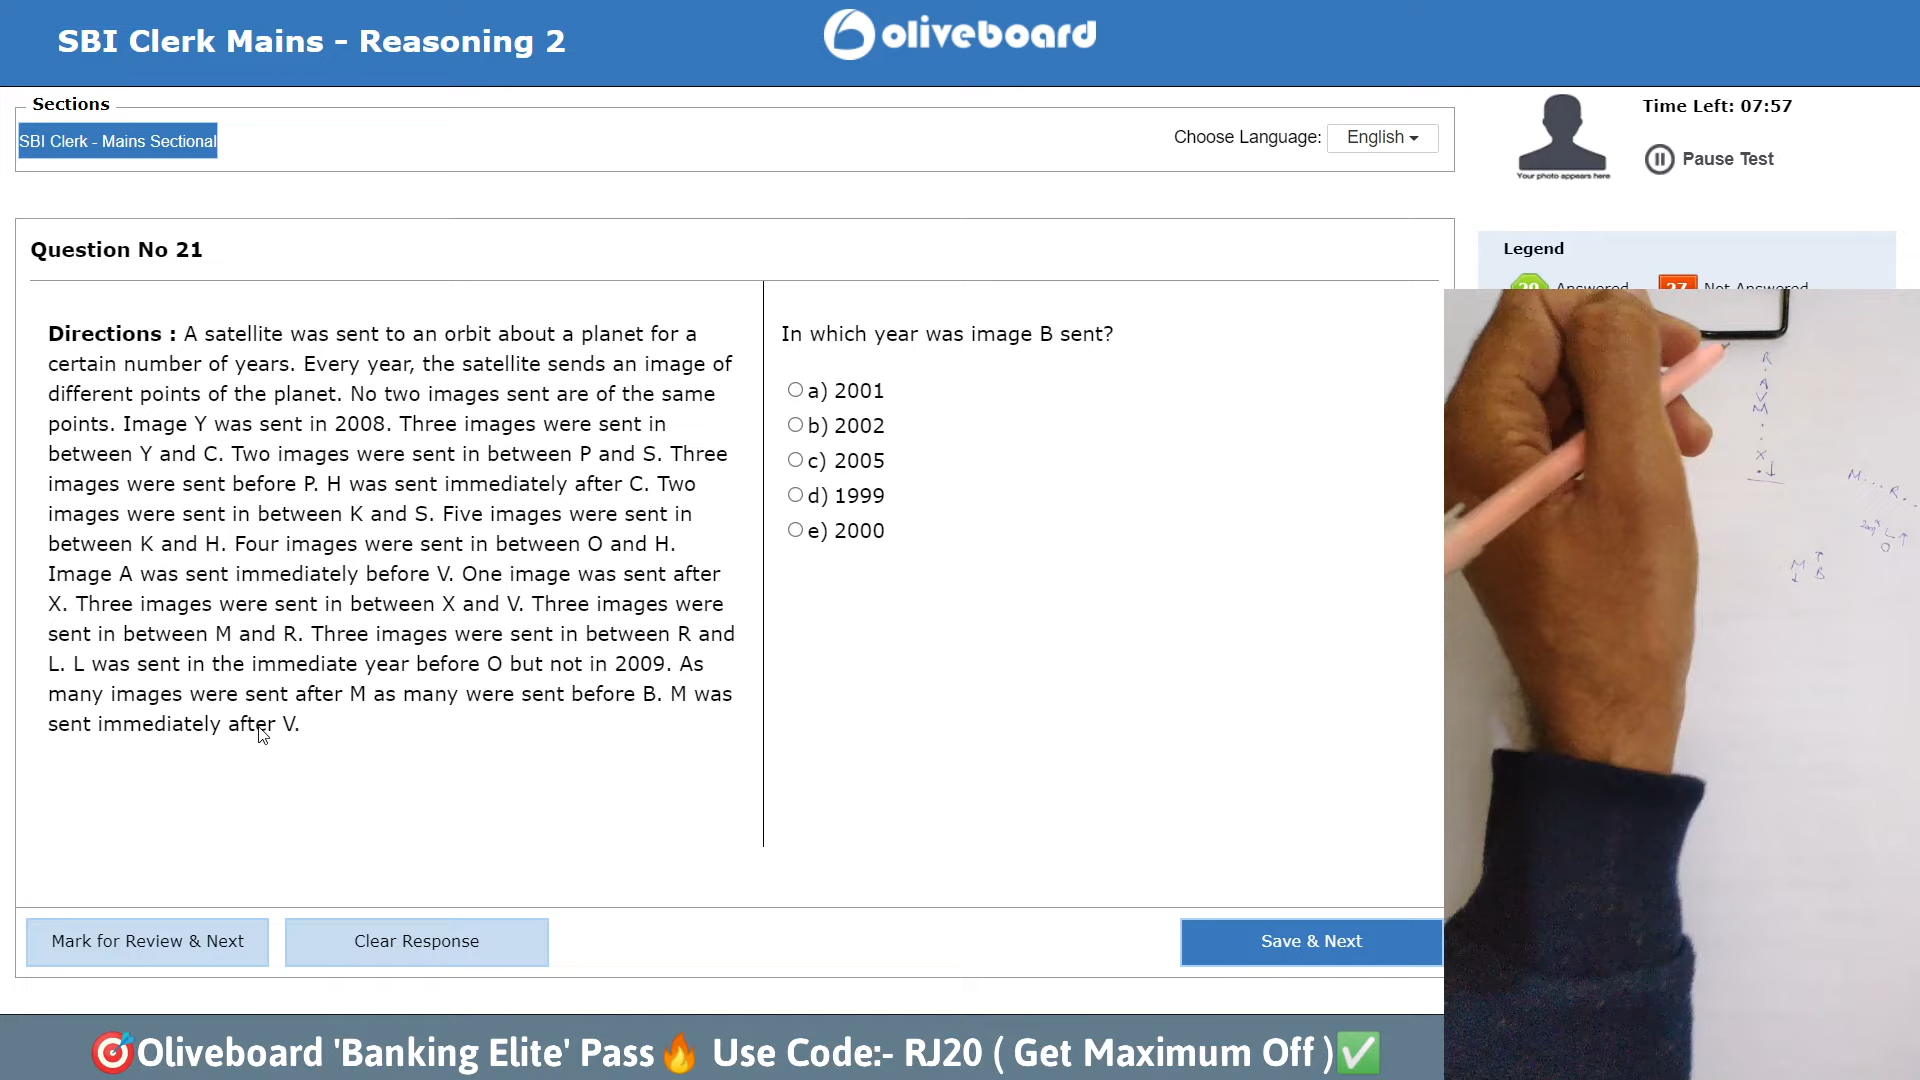 SBI Clerk Mains - Reasoning 2
oliveboard
Sections
SBI Clerk - Mains Sectional
Choose Language:
English
Your photo appears here
Time Left: 07:57
Pause Test
Question No 21
Legend
20 Answered
27 Not Answered
Directions : A satellite was sent to an orbit about a planet for a
certain number of years. Every year, the satellite sends an image of
different points of the planet. No two images sent are of the same
points. Image Y was sent in 2008. Three images were sent in
between Y and C. Two images were sent in between P and S. Three
images were sent before P. H was sent immediately after C. Two
images were sent in between K and S. Five images were sent in
between K and H. Four images were sent in between O and H.
Image A was sent immediately before V. One image was sent after
X. Three images were sent in between X and V. Three images were
sent in between M and R. Three images were sent in between R and
L. L was sent in the immediate year before O but not in 2009. As
many images were sent after M as many were sent before B. M was
sent immediately after V.
In which year was image B sent?
a) 2001
b) 2002
c) 2005
d) 1999
e) 2000
R
A
V
M
X
M . . . R .
L
O
M B
Mark for Review & Next
Clear Response
Save & Next
Oliveboard 'Banking Elite' Pass Use Code:- RJ20 ( Get Maximum Off )